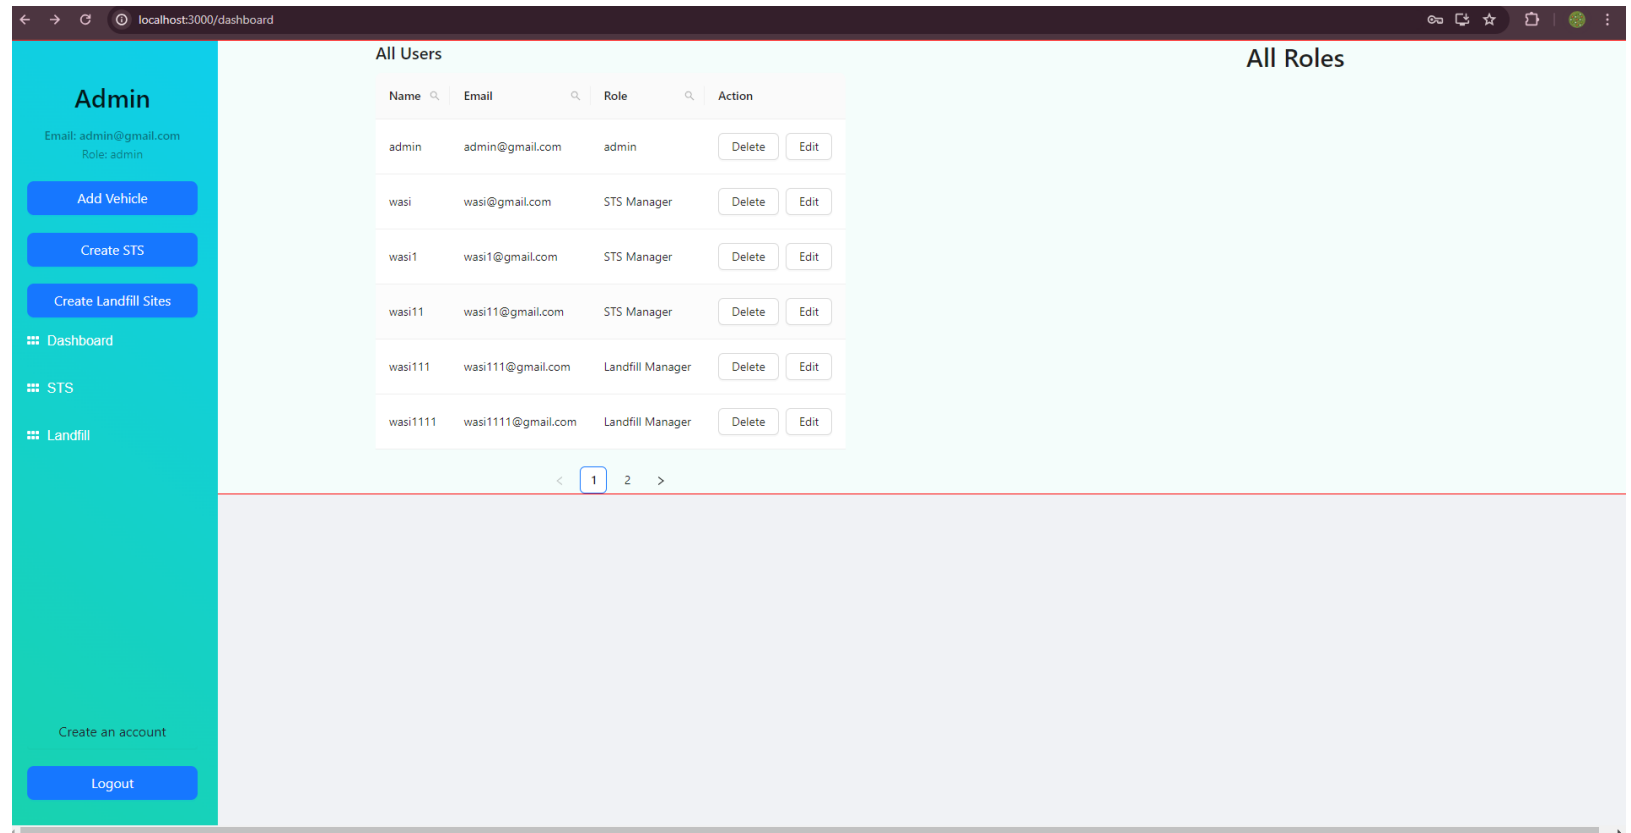 localhost:3000/dashboard
Admin
Email: admin@gmail.com
Role: admin
Add Vehicle
Create STS
Create Landfill Sites
Dashboard
STS
Landfill
Create an account
Logout
All Users
Name Email Role Action
admin admin@gmail.com admin Delete Edit
wasi wasi@gmail.com STS Manager Delete Edit
wasi1 wasi1@gmail.com STS Manager Delete Edit
wasi11 wasi11@gmail.com STS Manager Delete Edit
wasi111 wasi111@gmail.com Landfill Manager Delete Edit
wasi1111 wasi1111@gmail.com Landfill Manager Delete Edit
< 1 2 >
All Roles